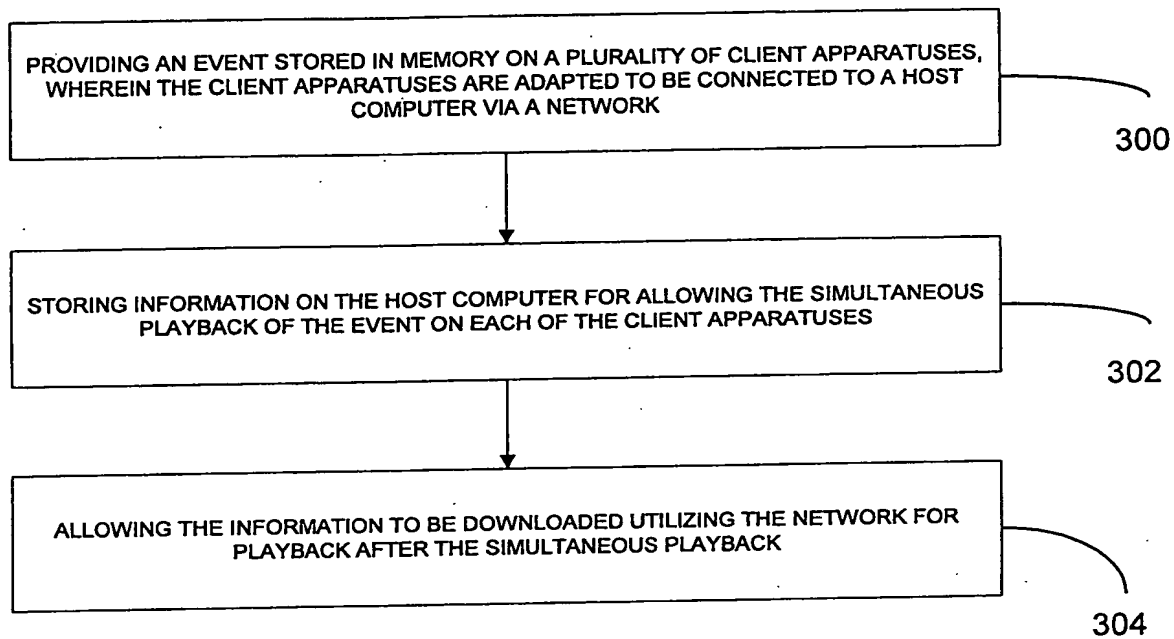 PROVIDING AN EVENT STORED IN MEMORY ON A PLURALITY OF CLIENT APPARATUSES,
WHEREIN THE CLIENT APPARATUSES ARE ADAPTED TO BE CONNECTED TO A HOST
COMPUTER VIA A NETWORK
300
STORING INFORMATION ON THE HOST COMPUTER FOR ALLOWING THE SIMULTANEOUS
PLAYBACK OF THE EVENT ON EACH OF THE CLIENT APPARATUSES
302
ALLOWING THE INFORMATION TO BE DOWNLOADED UTILIZING THE NETWORK FOR
PLAYBACK AFTER THE SIMULTANEOUS PLAYBACK
304